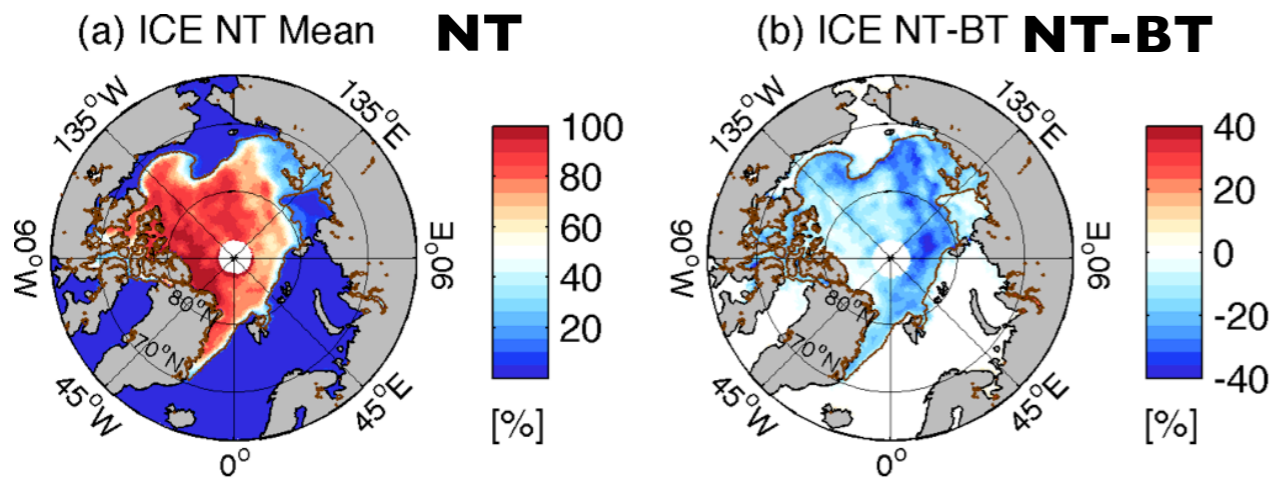 (a) ICE NT Mean NT
135°W
135°E
90°W
90°E
80°N
70°N
45°W
45°E
0°
100
80
60
40
20
[%]
(b) ICE NT-BT NT-BT
135°W
135°E
90°W
90°E
80°N
70°N
45°W
45°E
0°
40
20
0
-20
-40
[%]